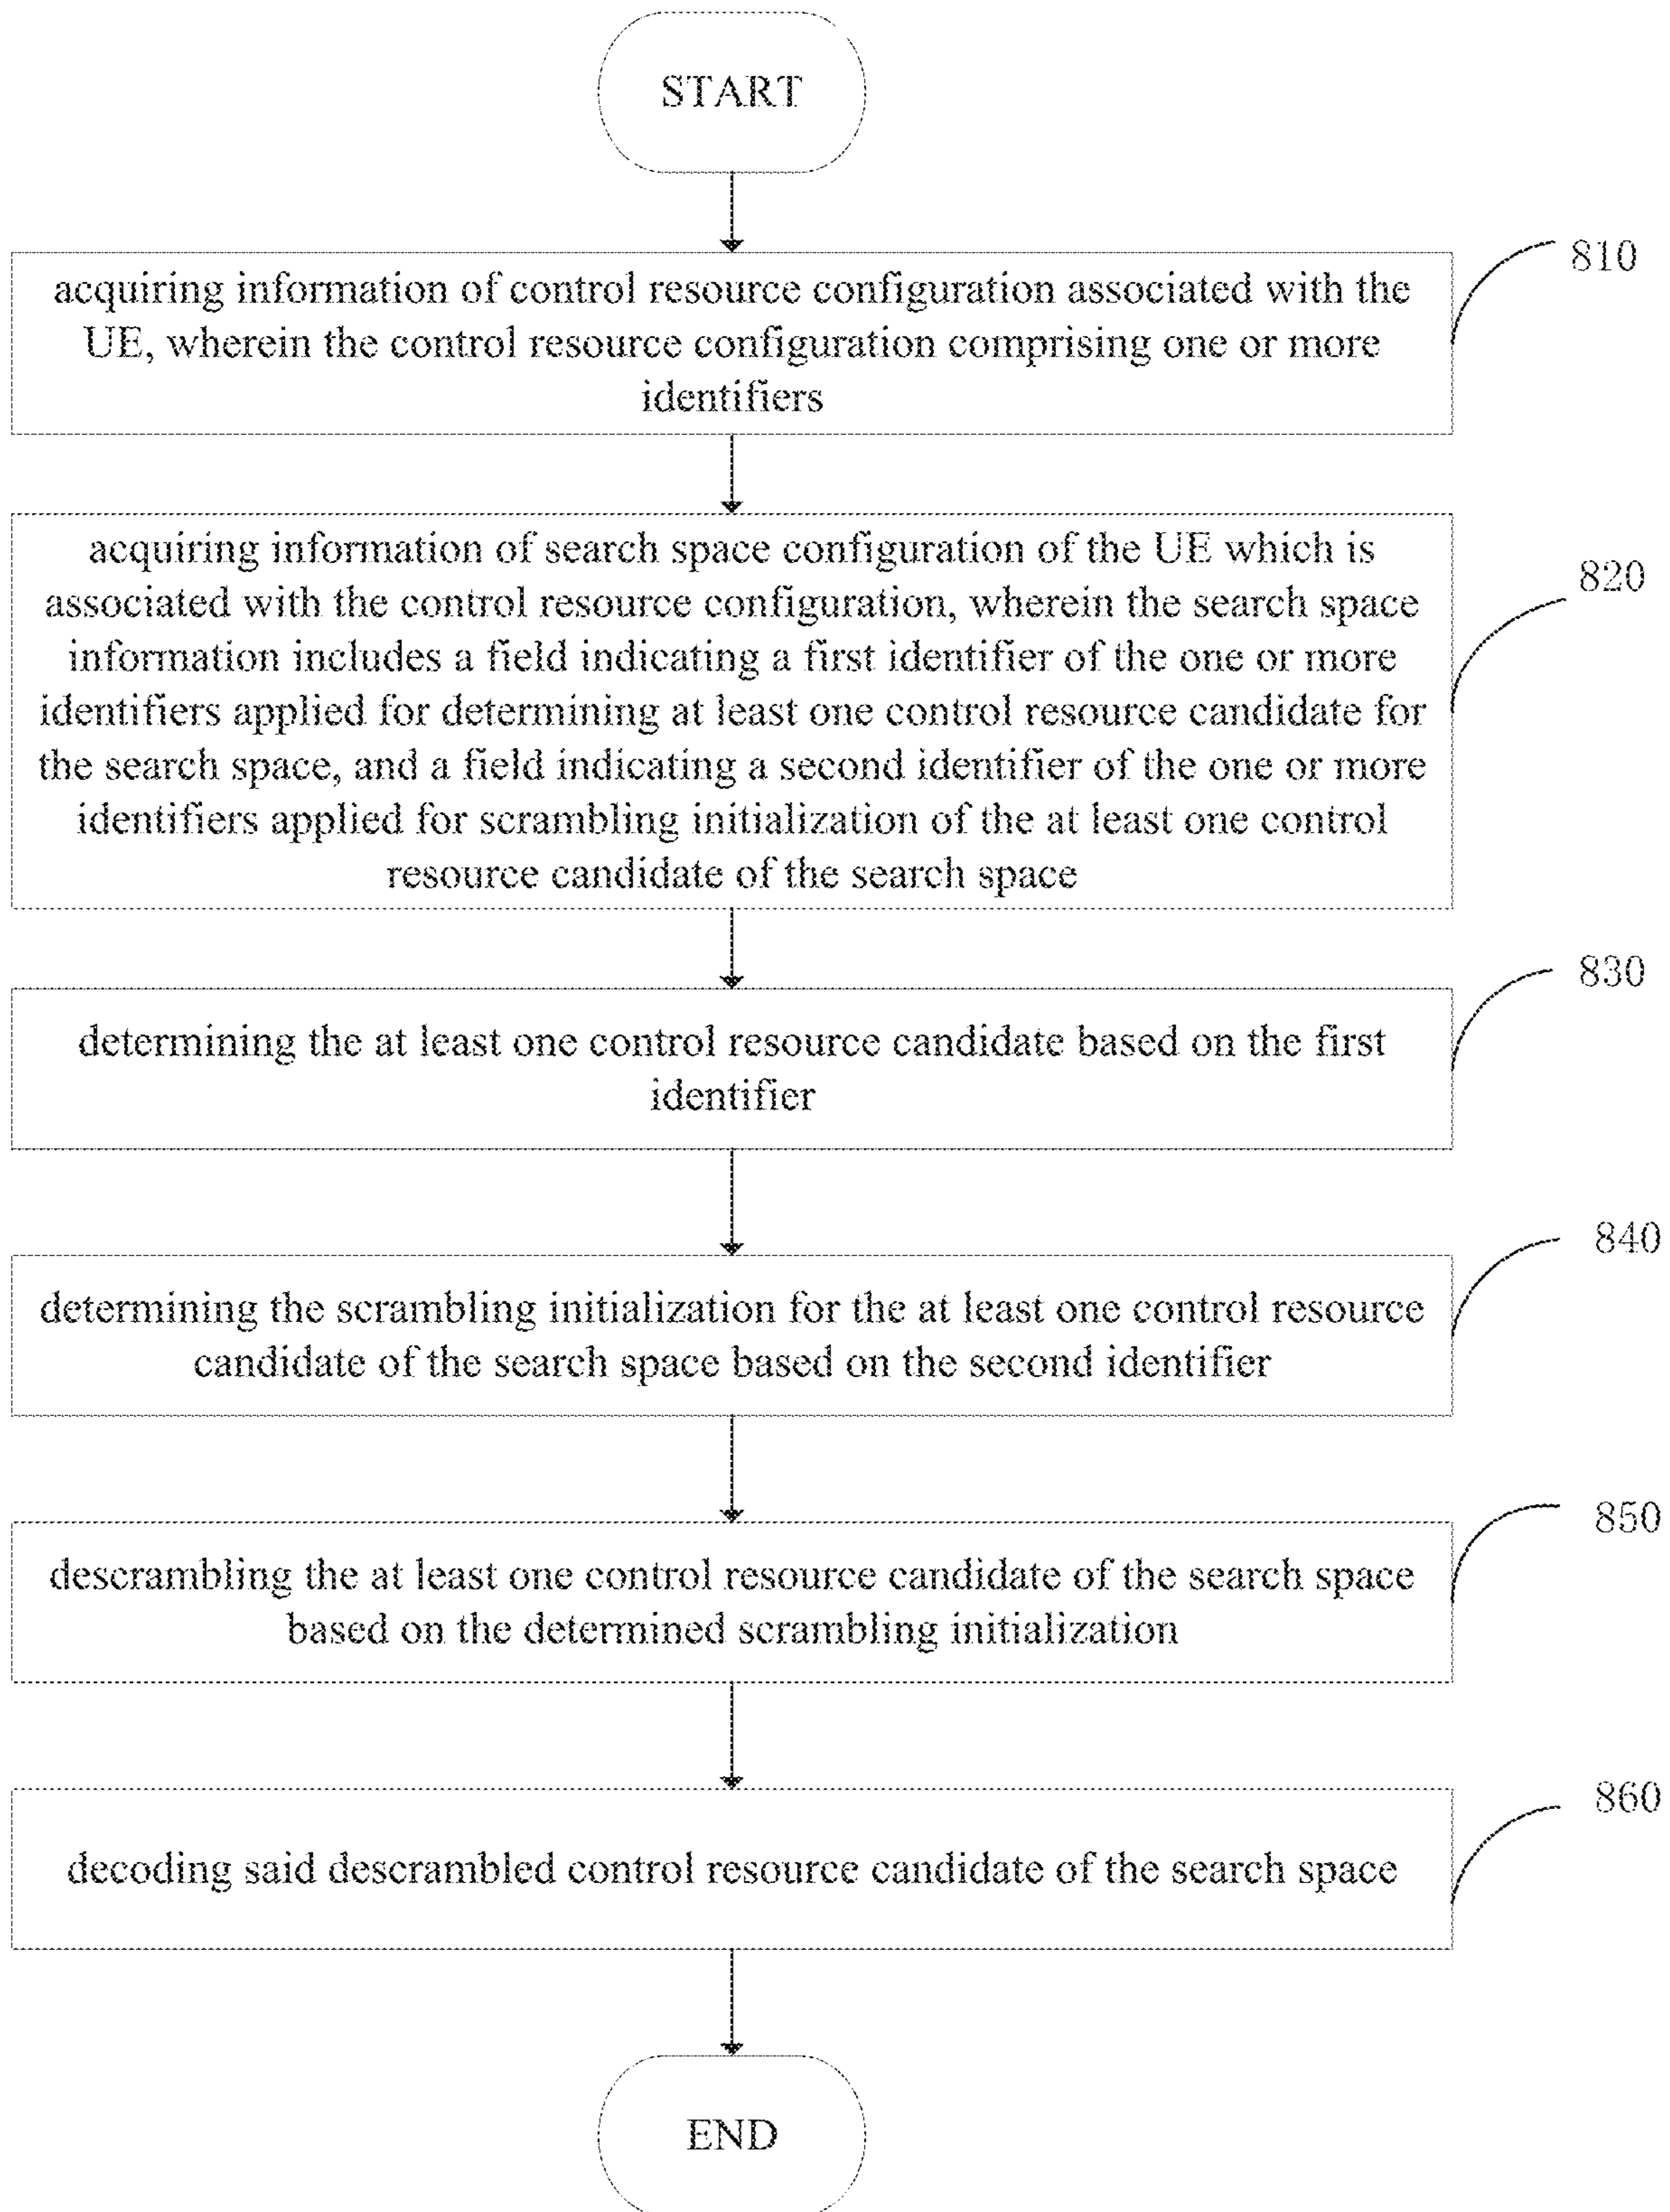 START
810
acquiring information of control resource configuration associated with the
UE, wherein the control resource configuration comprising one or more
identifiers
820
acquiring information of search space configuration of the UE which is
associated with the control resource configuration, wherein the search space
information includes a field indicating a first identifier of the one or more
identifiers applied for determining at least one control resource candidate for
the search space, and a field indicating a second identifier of the one or more
identifiers applied for scrambling initialization of the at least one control
resource candidate of the search space
830
determining the at least one control resource candidate based on the first
identifier
840
determining the scrambling initialization for the at least one control resource
candidate of the search space based on the second identifier
850
descrambling the at least one control resource candidate of the search space
based on the determined scrambling initialization
860
decoding said descrambled control resource candidate of the search space
END